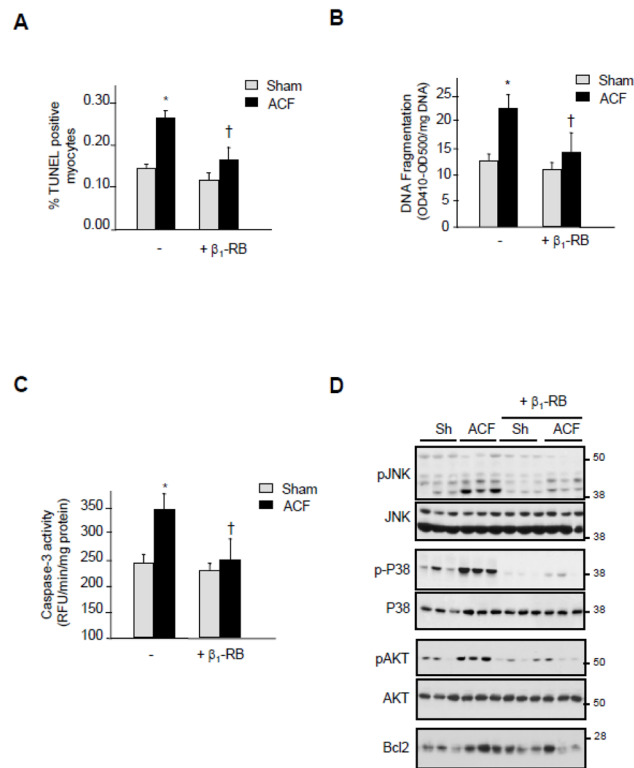 A
% TUNEL positive
myocytes
0.30
0.20
0.10
0.00
Sham
ACF
*
†
-
+ β₁-RB
B
DNA Fragmentation
(OD410-OD500/mg DNA)
25
20
15
10
5
0
Sham
ACF
*
†
-
+ β₁-RB
C
Caspase-3 activity
(RFU/min/mg protein)
350
300
250
200
150
100
Sham
ACF
*
†
-
+ β₁-RB
D
+ β₁-RB
Sh ACF Sh ACF
pJNK 50
38
JNK 38
p-P38 38
P38 38
pAKT 50
AKT 50
Bcl2 28